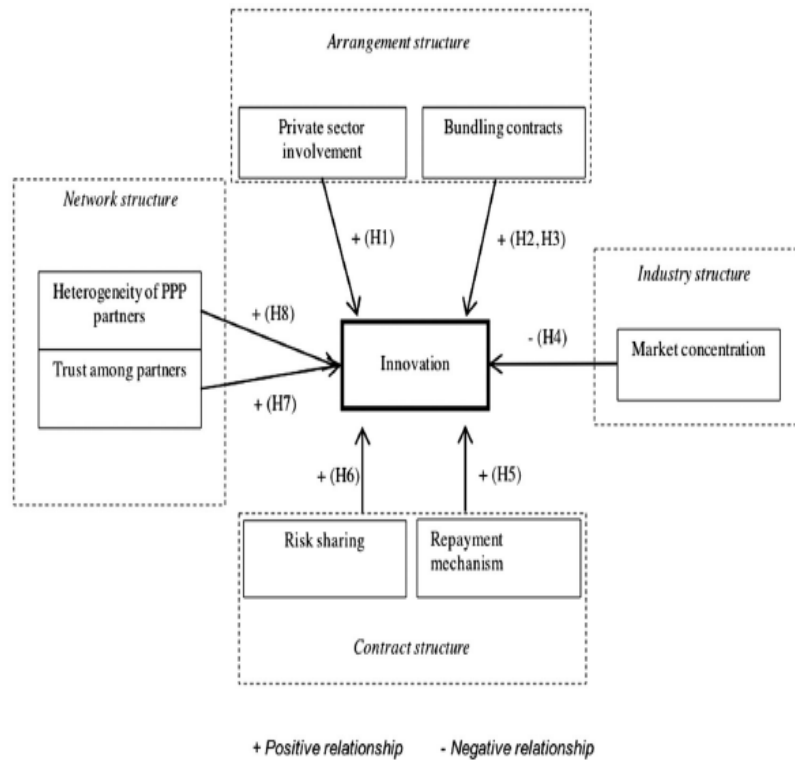 Arrangement structure
Private sector
involvement
Bundling contracts
Network structure
+ (H1)
+ (H2, H3)
Industry structure
Heterogeneity of PPP
partners
+ (H8)
Trust among partners
+ (H7)
Innovation
- (H4)
Market concentration
+ (H6)
+ (H5)
Risk sharing
Repayment
mechanism
Contract structure
+ Positive relationship
- Negative relationship